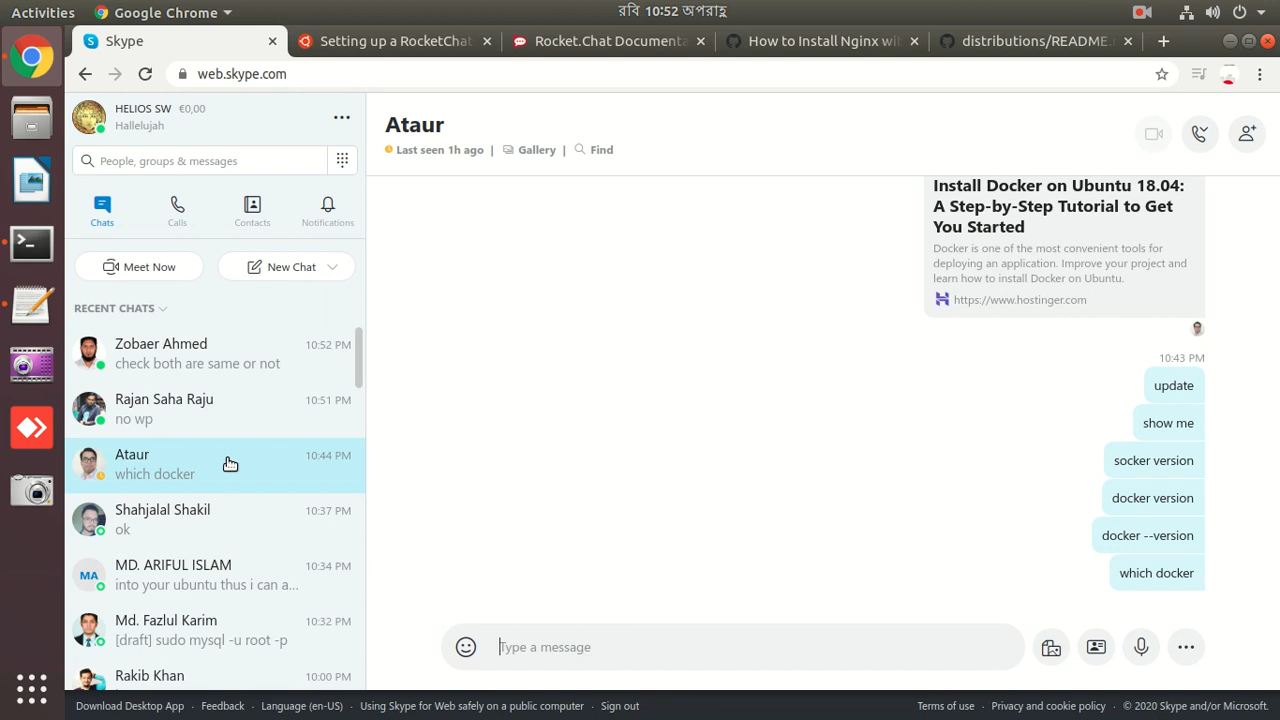 Activities
Google Chrome
রবি 10:52 অপরাহ্ণ
Skype
Setting up a RocketChat
Rocket.Chat Documenta
How to Install Nginx wit
distributions/README.
web.skype.com
HELIOS SW €0,00
Hallelujah
People, groups & messages
Chats
Calls
Contacts
Notifications
Meet Now
New Chat
RECENT CHATS
Zobaer Ahmed 10:52 PM
check both are same or not
Rajan Saha Raju 10:51 PM
no wp
Ataur 10:44 PM
which docker
Shahjalal Shakil 10:37 PM
ok
MA
MD. ARIFUL ISLAM 10:34 PM
into your ubuntu thus i can a...
Md. Fazlul Karim 10:32 PM
[draft] sudo mysql -u root -p
Rakib Khan 10:00 PM
Ataur
Last seen 1h ago | Gallery | Find
Install Docker on Ubuntu 18.04:
A Step-by-Step Tutorial to Get
You Started
Docker is one of the most convenient tools for
deploying an application. Improve your project and
learn how to install Docker on Ubuntu.
https://www.hostinger.com
10:43 PM
update
show me
socker version
docker version
docker --version
which docker
Type a message
Download Desktop App
Feedback
Language (en-US)
Using Skype for Web safely on a public computer
Sign out
Terms of use
Privacy and cookie policy
© 2020 Skype and/or Microsoft.